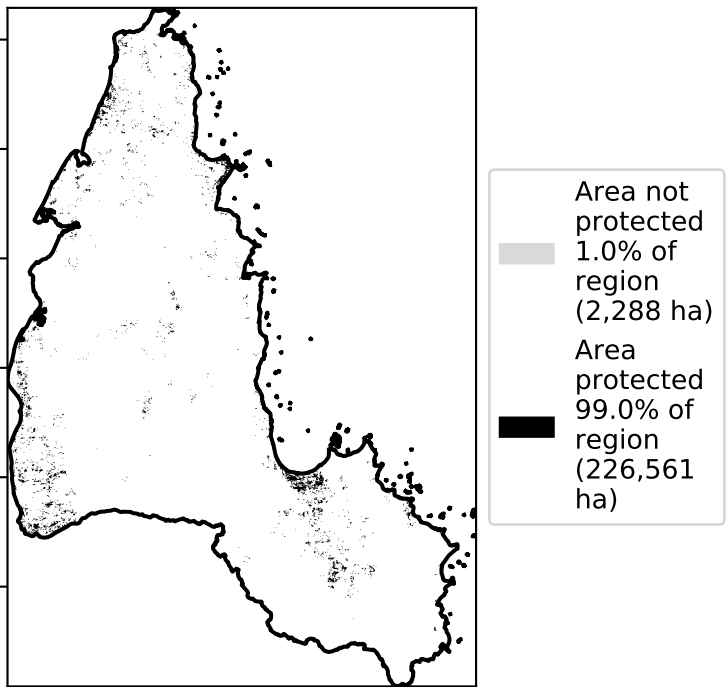 Area not
protected
1.0% of
region
(2,288 ha)
Area
protected
99.0% of
region
(226,561
ha)